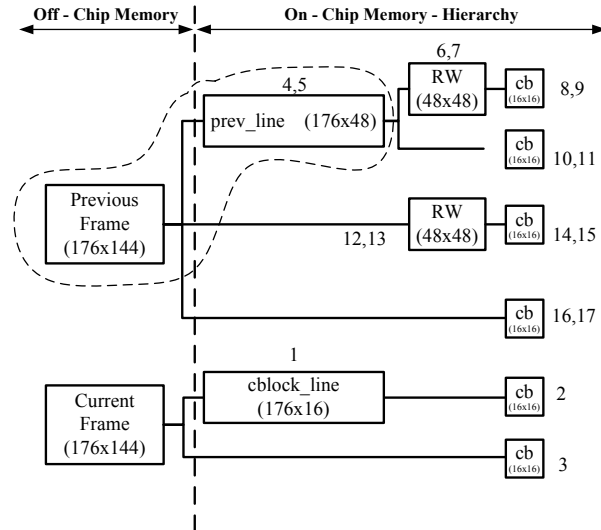 Off - Chip Memory
On - Chip Memory - Hierarchy
6,7
4,5
RW
(48x48)
cb
(16x16)
8,9
prev_line (176x48)
cb
(16x16)
10,11
Previous
Frame
(176x144)
RW
(48x48)
12,13
cb
(16x16)
14,15
cb
(16x16)
16,17
1
cblock_line
(176x16)
cb
(16x16)
2
Current
Frame
(176x144)
cb
(16x16)
3